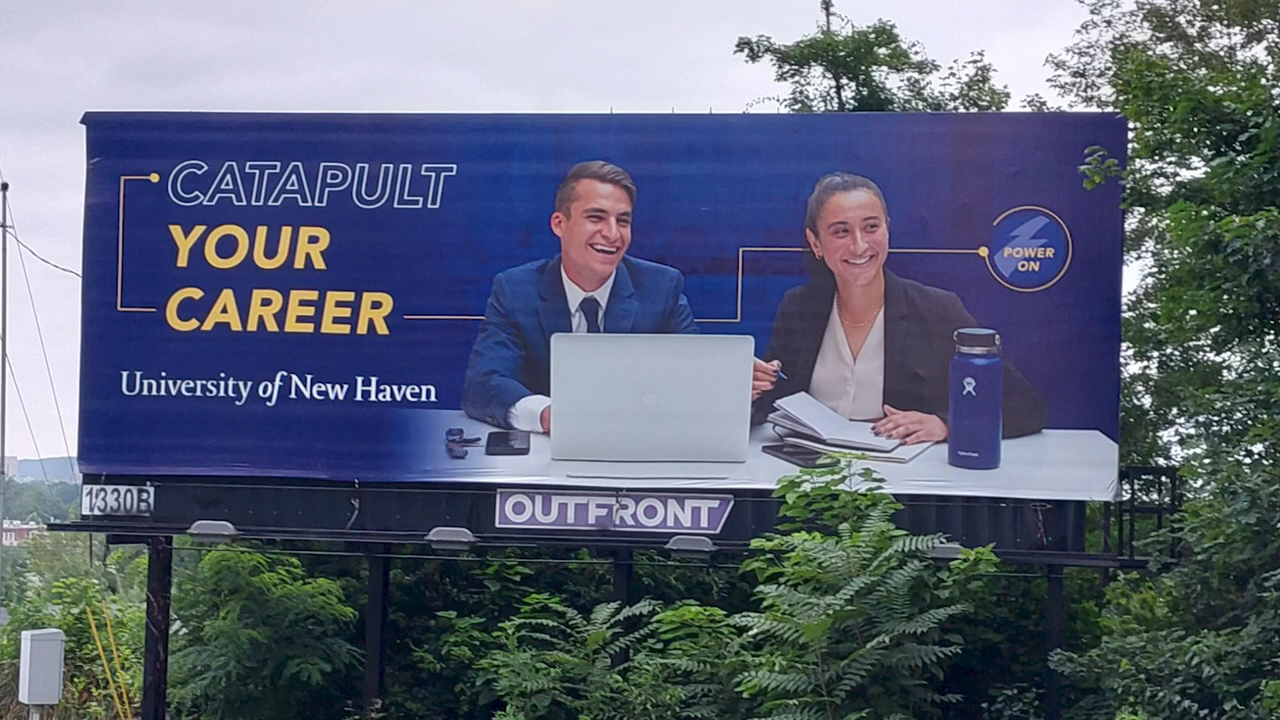 CATAPULT
YOUR
CAREER
University of New Haven
POWER
ON
1330B
OUTFRONT